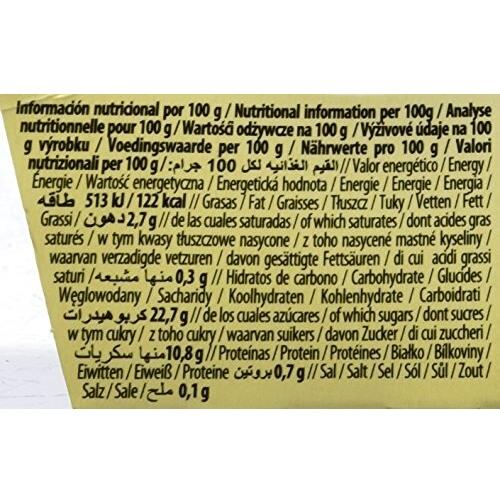 Información nutricional por 100 g / Nutritional information per 100g / Analyse
nutritionnelle pour 100 g / Wartośći odżywcze na 100 g / Výživové údaje na 100
g výrobku / Voedingswaarde per 100 g / Nährwerte pro 100 g / Valori
nutrizionali per 100 g / القيم الغذائيه لكل 100 جرام: // Valor energético / Energy /
Énergie / Wartość energetyczna / Energetická hodnota / Energie / Energie / Energia /
طاقه 513 kJ / 122 kcal // Grasas / Fat / Graisses / Tłuszcz / Tuky / Vetten / Fett /
Grassi / دهون 2,7 g // de las cuales saturadas / of which saturates / dont acides gras
saturés / w tym kwasy tłuszczowe nasycone / z toho nasycené mastné kyseliny /
waarvan verzadigde vetzuren / davon gesättigte Fettsäuren / di cui acidi grassi
saturi / منها مشبعه 0,3 g // Hidratos de carbono / Carbohydrate / Glucides /
Węglowodany / Sacharidy / Koolhydraten / Kohlenhydrate / Carboidrati /
كربوهيدرات 22,7 g // de los cuales azúcares / of which sugars / dont sucres /
w tym cukry / z toho cukry / waarvan suikers / davon Zucker / di cui zuccheri /
منها سكريات 10,8 g // Proteínas / Protein / Protéines / Białko / Bílkoviny /
Eiwitten / Eiweiß / Proteine بروتين 0,7 g // Sal / Salt / Sel / Sól / Sůl / Zout /
Salz / Sale / ملح 0,1 g